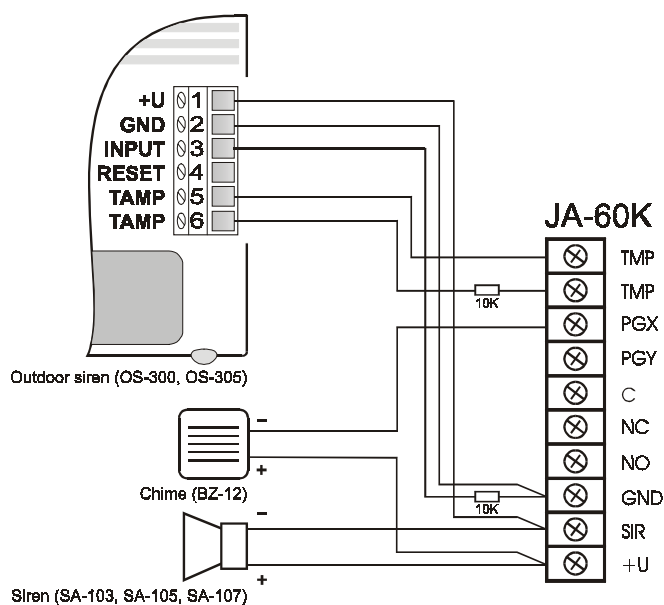 +U 1
GND 2
INPUT 3
RESET 4
TAMP 5
TAMP 6
JA-60K
TMP
TMP
10K
PGX
PGY
C
NC
NO
GND
10K
SIR
+U
Outdoor siren (OS-300, OS-305)
-
+
Chime (BZ-12)
-
+
Siren (SA-103, SA-105, SA-107)